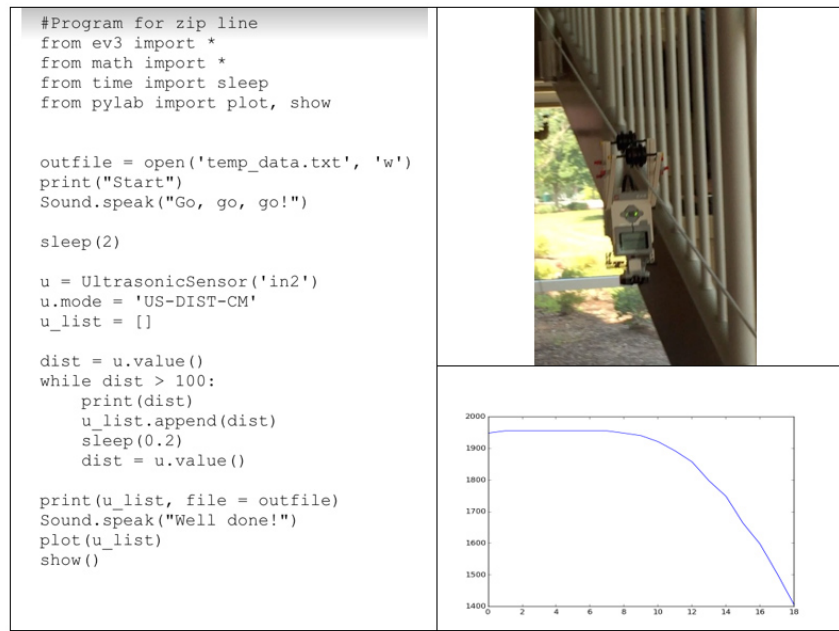 #Program for zip line
from ev3 import *
from math import *
from time import sleep
from pylab import plot, show
outfile = open('temp_data.txt', 'w')
print("Start")
Sound.speak("Go, go, go!")
sleep(2)
u = UltrasonicSensor('in2')
u.mode = 'US-DIST-CM'
u_list = []
dist = u.value()
while dist > 100:
    print(dist)
    u_list.append(dist)
    sleep(0.2)
    dist = u.value()
print(u_list, file = outfile)
Sound.speak("Well done!")
plot(u_list)
show()
2000
1900
1800
1700
1600
1500
1400
0 2 4 6 8 10 12 14 16 18